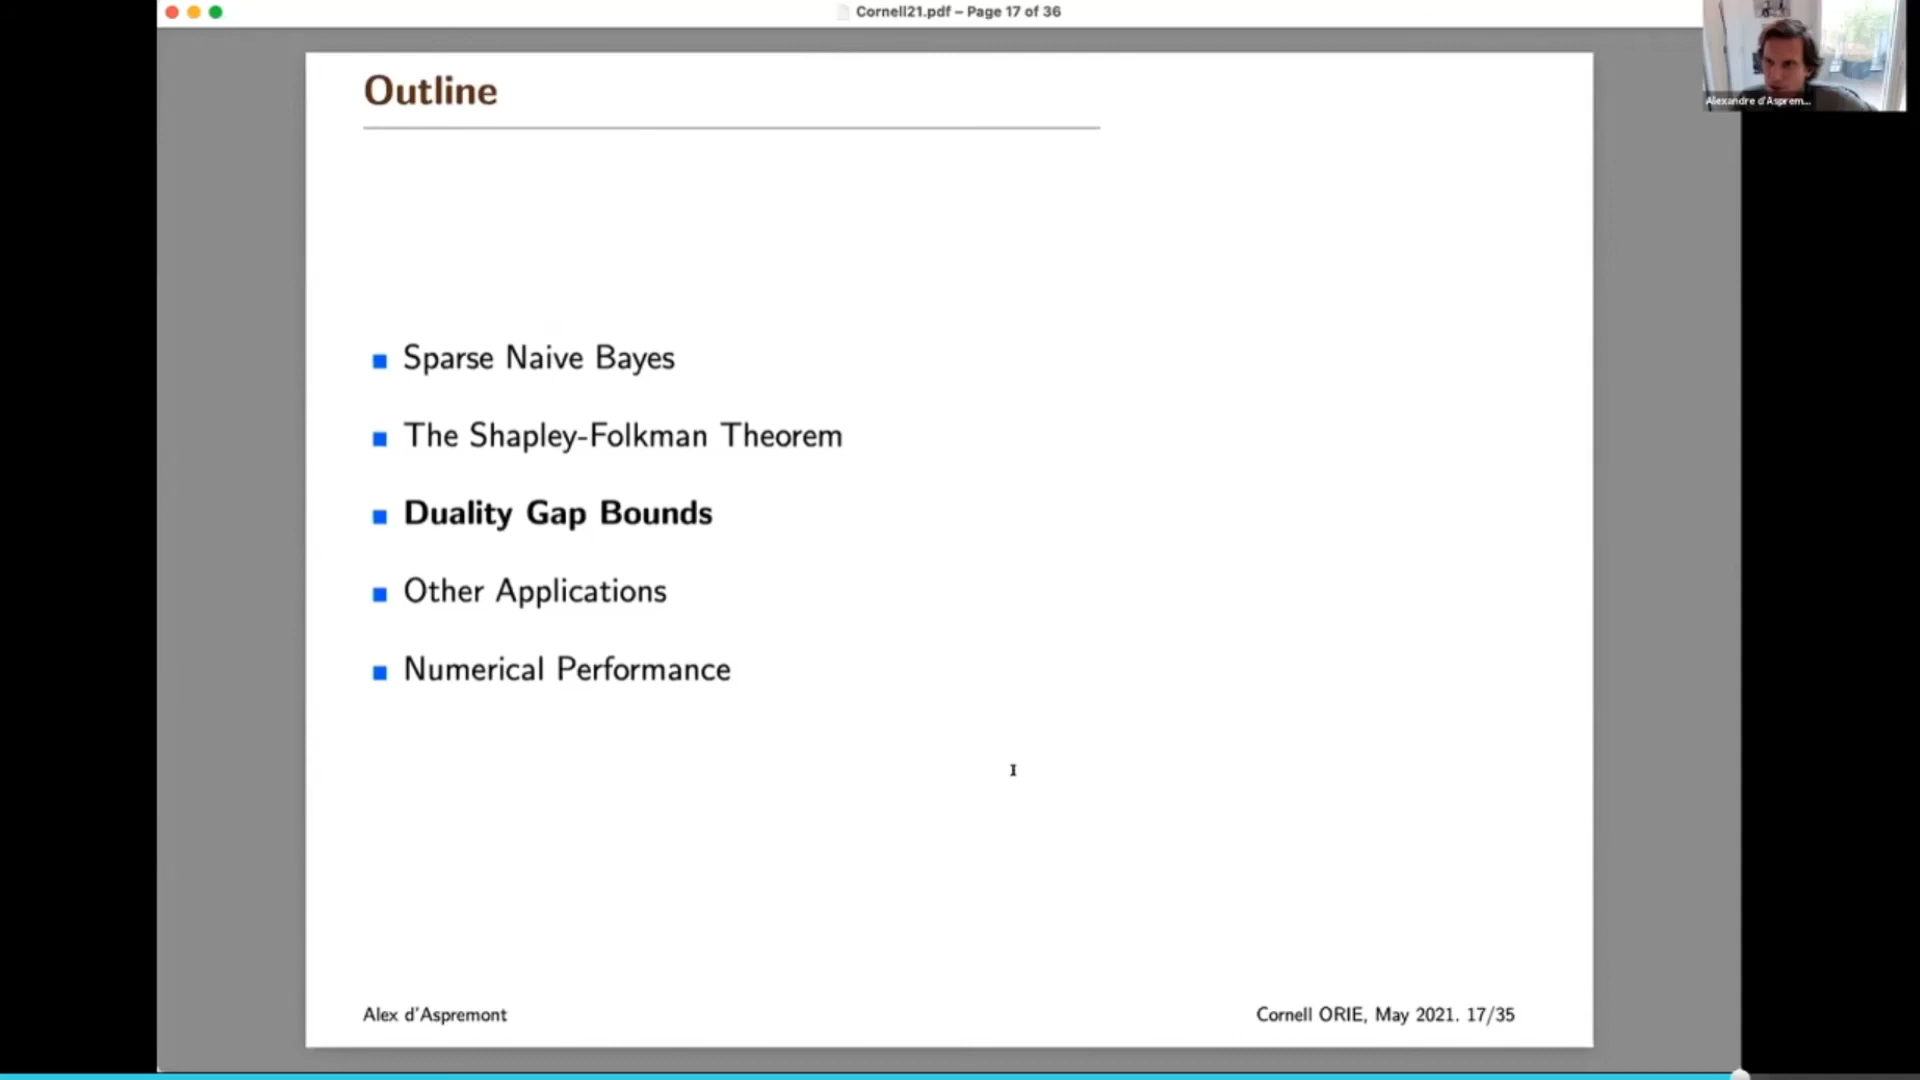 Cornell21.pdf – Page 17 of 36
Alexandre d'Asprem...
Outline
Sparse Naive Bayes
The Shapley-Folkman Theorem
Duality Gap Bounds
Other Applications
Numerical Performance
Alex d'Aspremont
Cornell ORIE, May 2021. 17/35